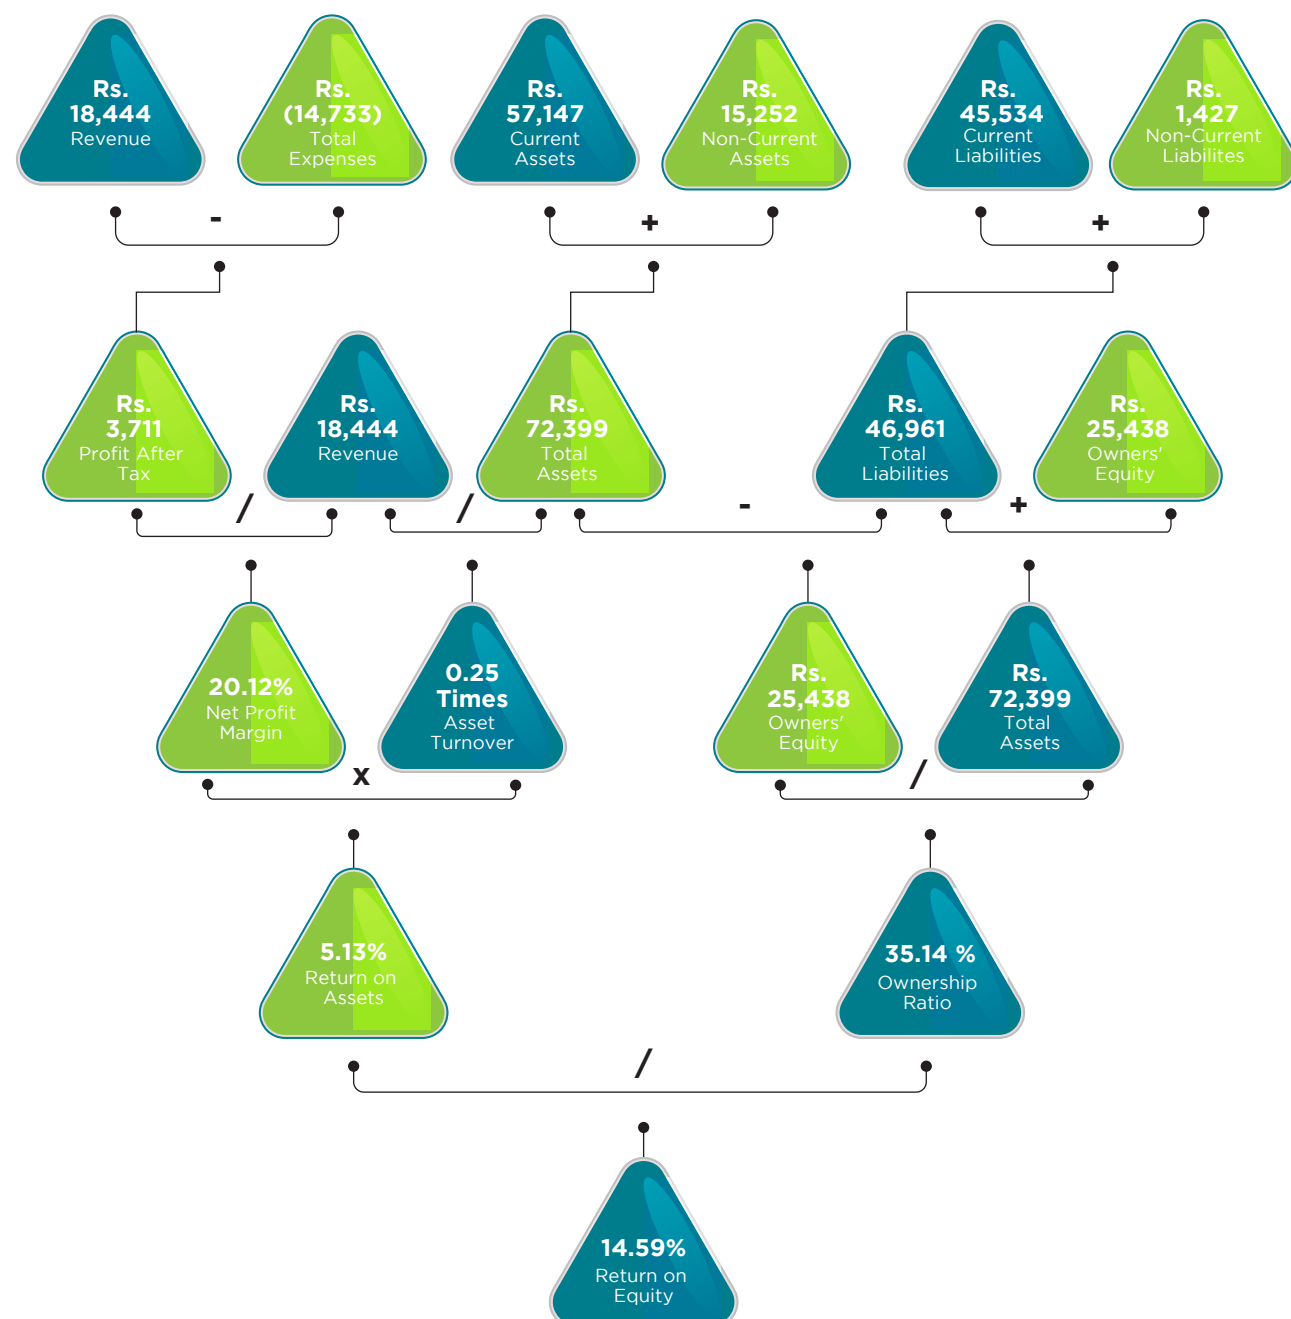 Rs.
18,444
Revenue
Rs.
(14,733)
Total
Expenses
Rs.
57,147
Current
Assets
Rs.
15,252
Non-Current
Assets
Rs.
45,534
Current
Liabilities
Rs.
1,427
Non-Current
Liabilites
-
+
+
Rs.
3,711
Profit After
Tax
Rs.
18,444
Revenue
Rs.
72,399
Total
Assets
Rs.
46,961
Total
Liabilities
Rs.
25,438
Owners'
Equity
/
/
-
+
20.12%
Net Profit
Margin
0.25
Times
Asset
Turnover
Rs.
25,438
Owners'
Equity
Rs.
72,399
Total
Assets
x
/
5.13%
Return on
Assets
35.14 %
Ownership
Ratio
/
14.59%
Return on
Equity